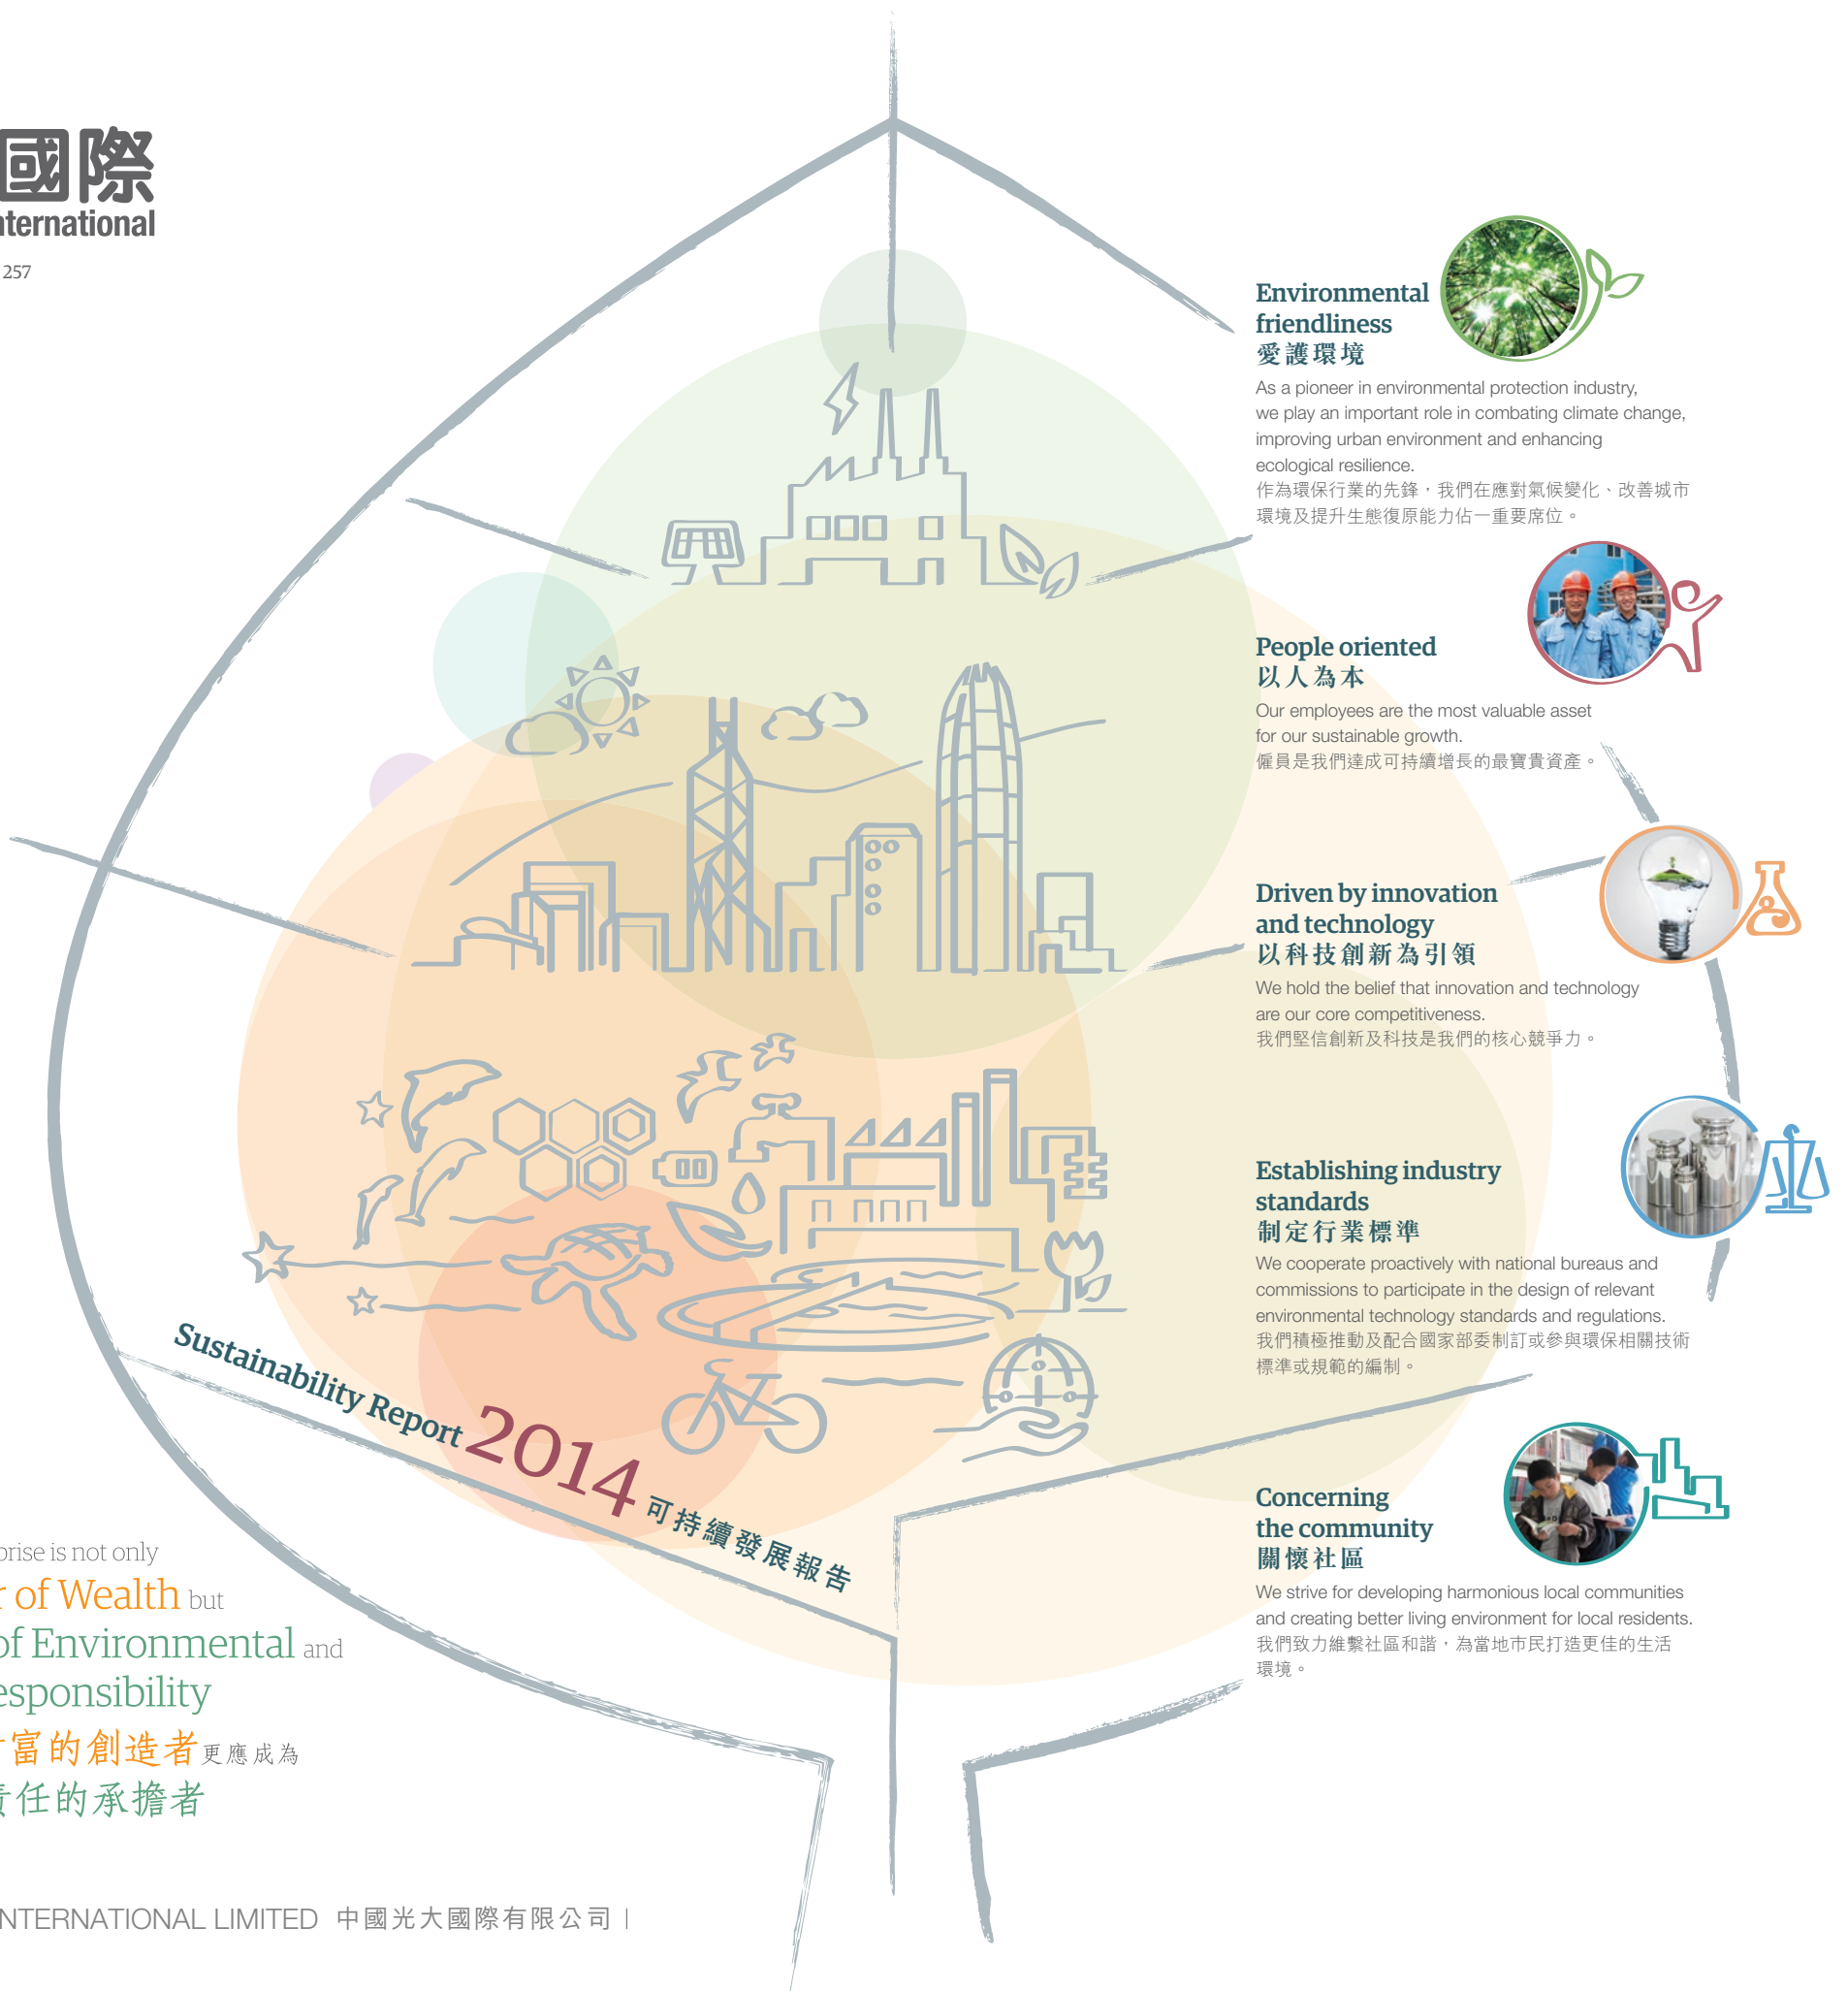 國際
International
257
Environmental
friendliness
愛護環境
As a pioneer in environmental protection industry,
we play an important role in combating climate change,
improving urban environment and enhancing
ecological resilience.
作為環保行業的先鋒，我們在應對氣候變化、改善城市
環境及提升生態復原能力佔一重要席位。
People oriented
以人為本
Our employees are the most valuable asset
for our sustainable growth.
僱員是我們達成可持續增長的最寶貴資產。
Driven by innovation
and technology
以科技創新為引領
We hold the belief that innovation and technology
are our core competitiveness.
我們堅信創新及科技是我們的核心競爭力。
Establishing industry
standards
制定行業標準
We cooperate proactively with national bureaus and
commissions to participate in the design of relevant
environmental technology standards and regulations.
我們積極推動及配合國家部委制訂或參與環保相關技術
標準或規範的編制。
Concerning
the community
關懷社區
We strive for developing harmonious local communities
and creating better living environment for local residents.
我們致力維繫社區和諧，為當地市民打造更佳的生活
環境。
Sustainability Report 2014 可持續發展報告
prise is not only
r of Wealth but
of Environmental and
esponsibility
富的創造者更應成為
責任的承擔者
INTERNATIONAL LIMITED 中國光大國際有限公司 |